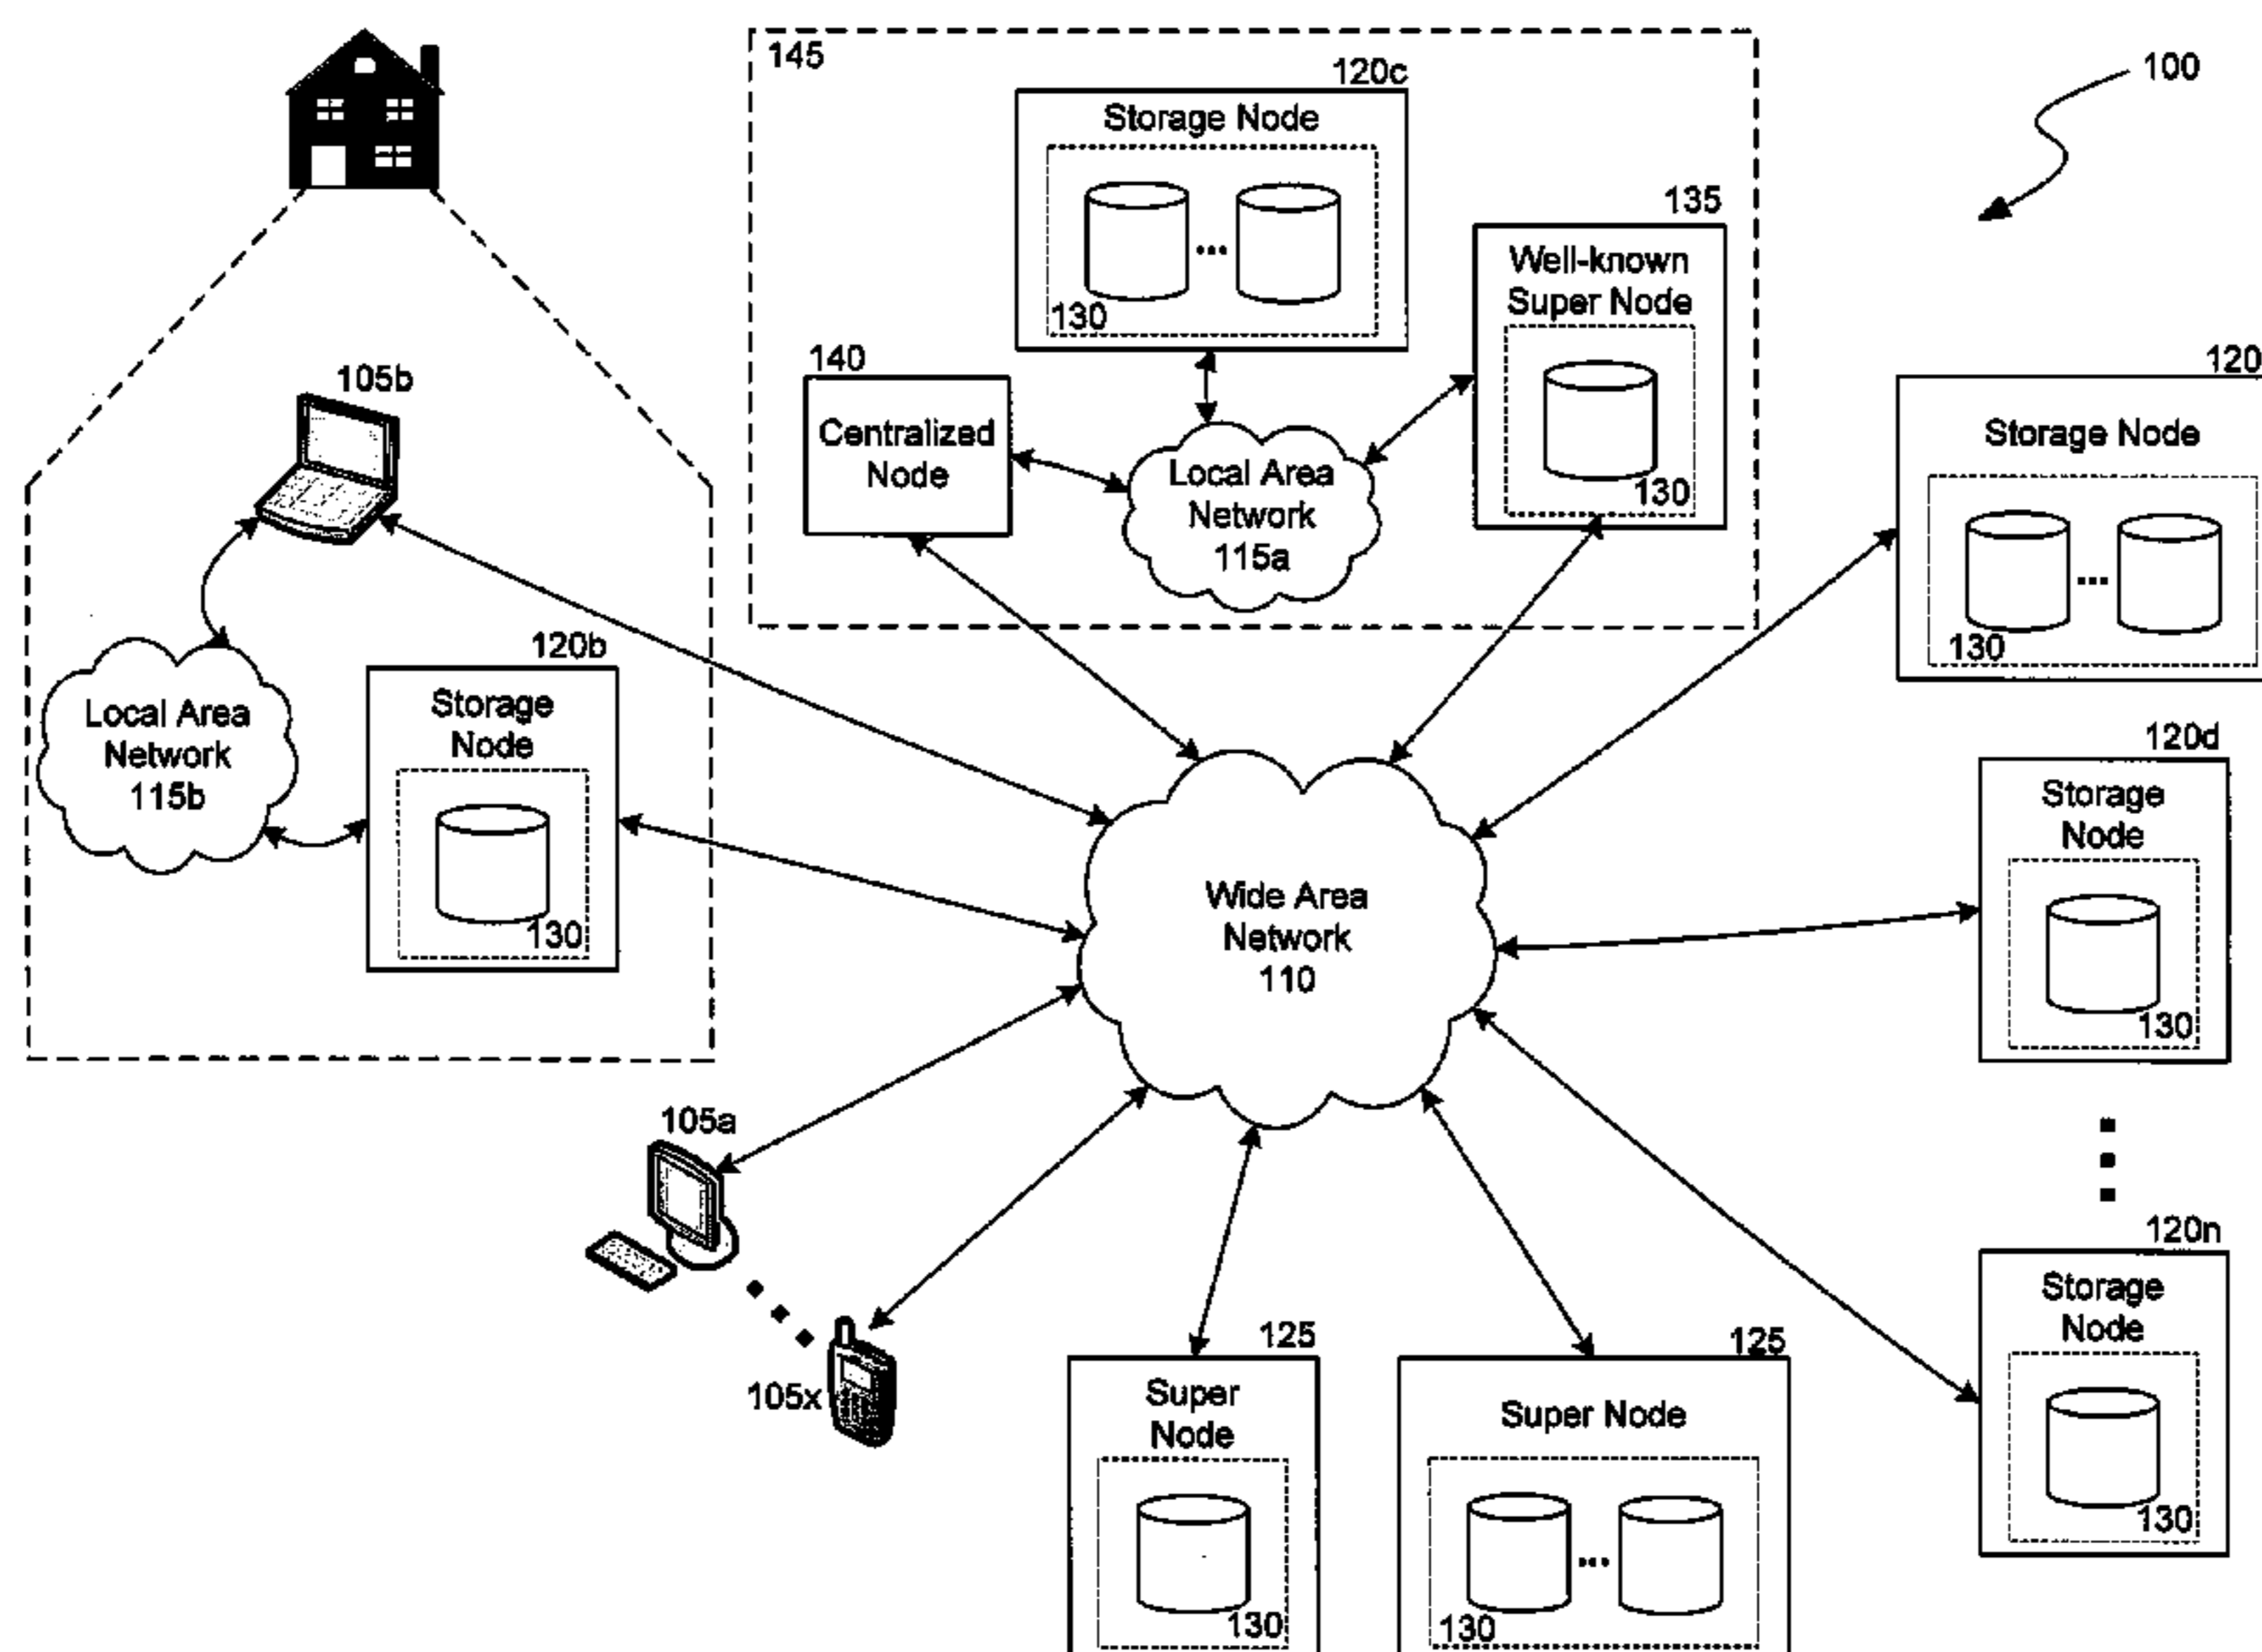 145
120c
Storage Node
130
100
135
Well-known
Super Node
130
140
Centralized
Node
Local Area
Network
115a
120
Storage Node
130
105b
120b
Storage
Node
130
Local Area
Network
115b
120d
Storage
Node
130
Wide Area
Network
110
105a
105x
120n
Storage
Node
130
125
Super
Node
130
125
Super Node
130